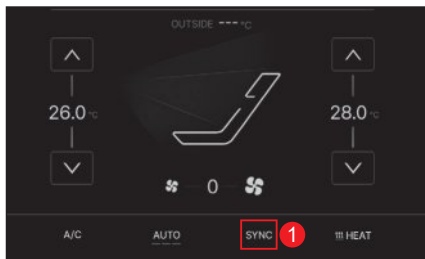 OUTSIDE ---°C
26.0 °C
28.0 °C
0
A/C AUTO SYNC 1 HEAT